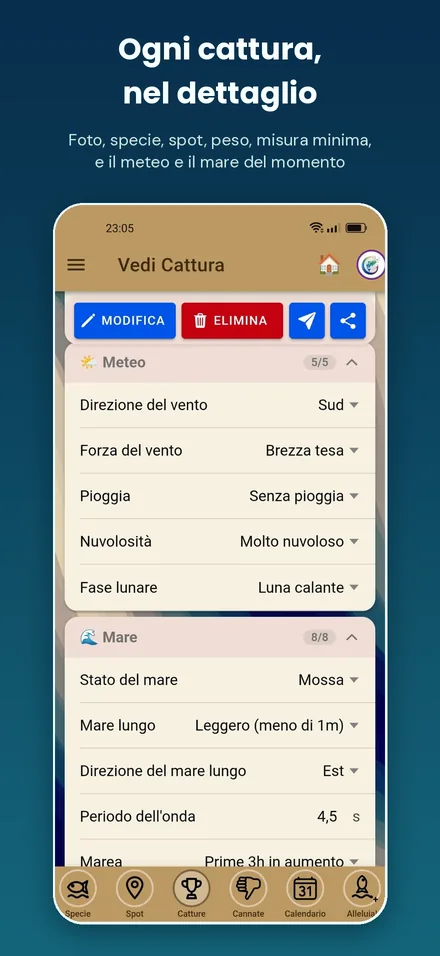 Ogni cattura,
nel dettaglio
Foto, specie, spot, peso, misura minima,
e il meteo e il mare del momento
23:05
Vedi Cattura
MODIFICA ELIMINA
Meteo 5/5
Direzione del vento Sud
Forza del vento Brezza tesa
Pioggia Senza pioggia
Nuvolosità Molto nuvoloso
Fase lunare Luna calante
Mare 8/8
Stato del mare Mossa
Mare lungo Leggero (meno di 1m)
Direzione del mare lungo Est
Periodo dell'onda 4,5 s
Marea Prime 3h in aumento
31
Specie Spot Catture Cannate Calendario Alleluia